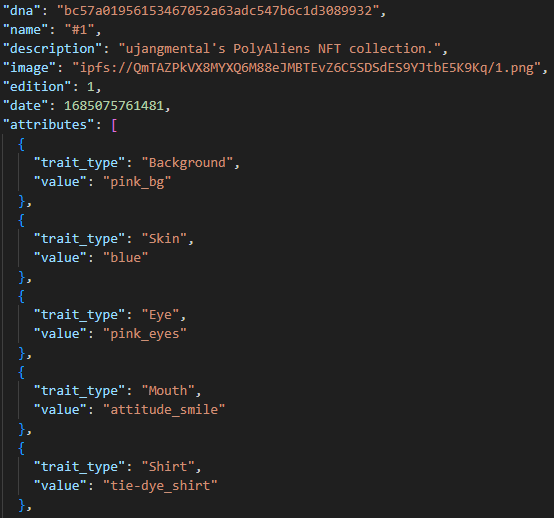 "dna": "bc57a01956153467052a63adc547b6c1d3089932",
"name": "#1",
"description": "ujangmental's PolyAliens NFT collection.",
"image": "ipfs://QmTAZPkVX8MYXQ6M88eJMBTEvZ6C5SDSdES9YJtbE5K9Kq/1.png",
"edition": 1,
"date": 1685075761481,
"attributes": [
{
"trait_type": "Background",
"value": "pink_bg"
},
{
"trait_type": "Skin",
"value": "blue"
},
{
"trait_type": "Eye",
"value": "pink_eyes"
},
{
"trait_type": "Mouth",
"value": "attitude_smile"
},
{
"trait_type": "Shirt",
"value": "tie-dye_shirt"
},